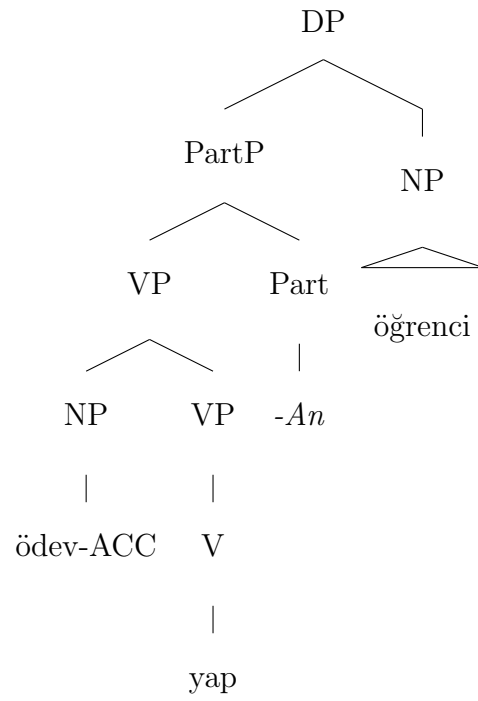 DP
PartP
NP
VP Part
öğrenci
NP VP -An
ödev-ACC V
yap